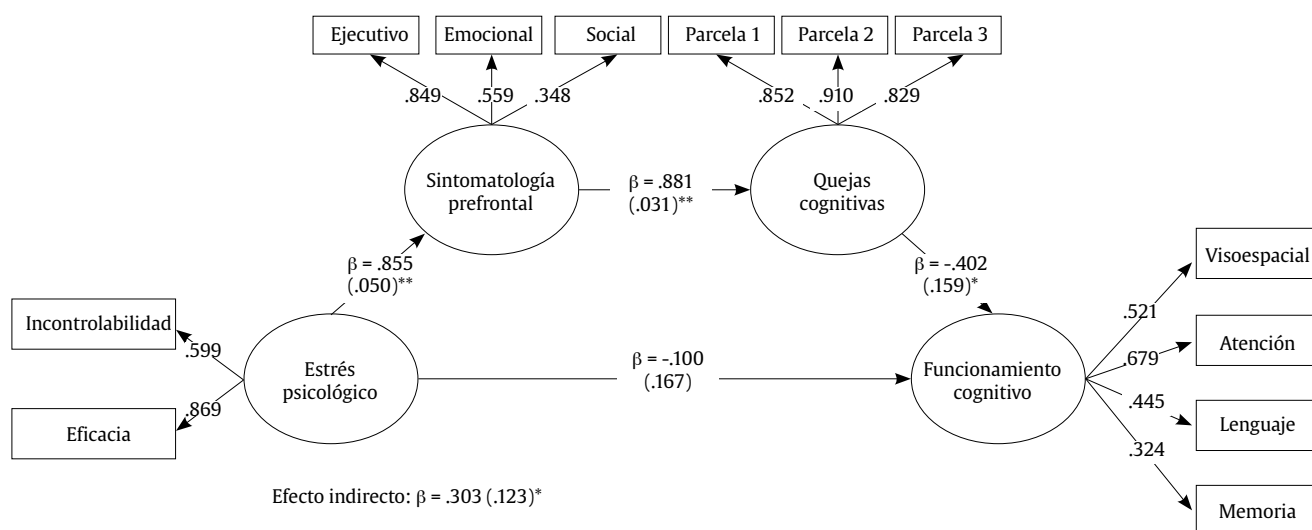 Ejecutivo
Emocional
Social
Parcela 1
Parcela 2
Parcela 3
.849
.559
.348
.852
.910
.829
Sintomatología
prefrontal
β = .881
(.031)**
Quejas
cognitivas
β = .855
(.050)**
β = -.402
(.159)*
Visoespacial
Incontrolabilidad
.599
.521
Estrés
psicológico
β = -.100
(.167)
Funcionamiento
cognitivo
.679
Atención
.869
Eficacia
.445
Lenguaje
.324
Memoria
Efecto indirecto: β = .303 (.123)*